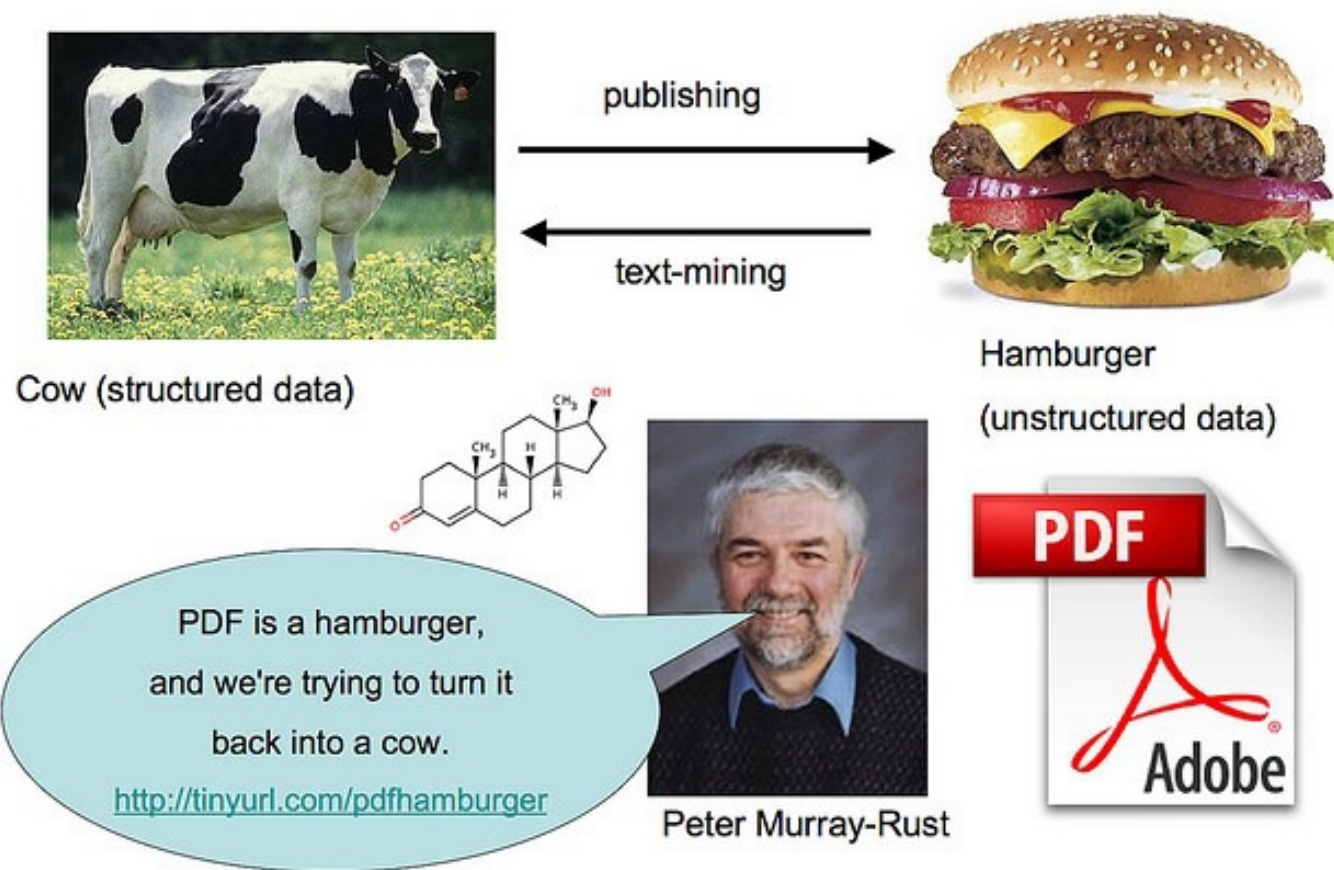 publishing
text-mining
Cow (structured data)
Hamburger
(unstructured data)
OH
CH3
CH3
H
H
H
O
PDF is a hamburger,
and we're trying to turn it
back into a cow.
http://tinyurl.com/pdfhamburger
Peter Murray-Rust
PDF
Adobe
®